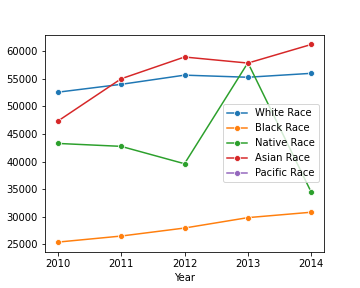 60000
55000
50000
45000
40000
35000
30000
25000
White Race
Black Race
Native Race
Asian Race
Pacific Race
2010 2011 2012 2013 2014
Year